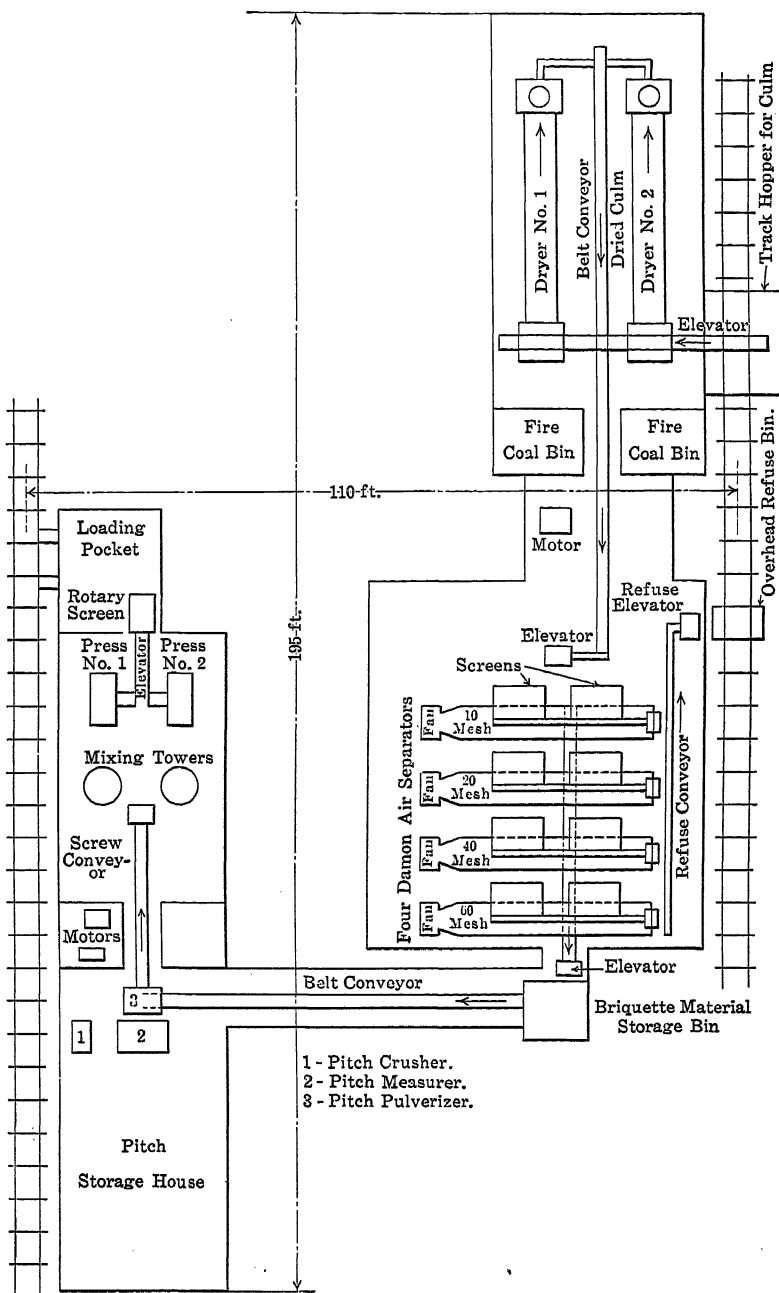 Track Hopper for Culm
Dryer No. 1
Belt Conveyor
Dried Culm
Dryer No. 2
Elevator
Fire
Coal Bin
Fire
Coal Bin
Overhead Refuse Bin.
110-ft.
195-ft.
Loading
Pocket
Motor
Rotary
Screen
Refuse
Elevator
Press
No. 1
Elevator
Press
No. 2
Elevator
Screens
Four Damon Air Separators
Fan
10
Mesh
Fan
20
Mesh
Fan
40
Mesh
Fan
60
Mesh
Refuse Conveyor
Mixing Towers
Screw
Convey-
or
Motors
Elevator
Belt Conveyor
Briquette Material
Storage Bin
3
1
2
1 - Pitch Crusher.
2 - Pitch Measurer.
3 - Pitch Pulverizer.
Pitch
Storage House